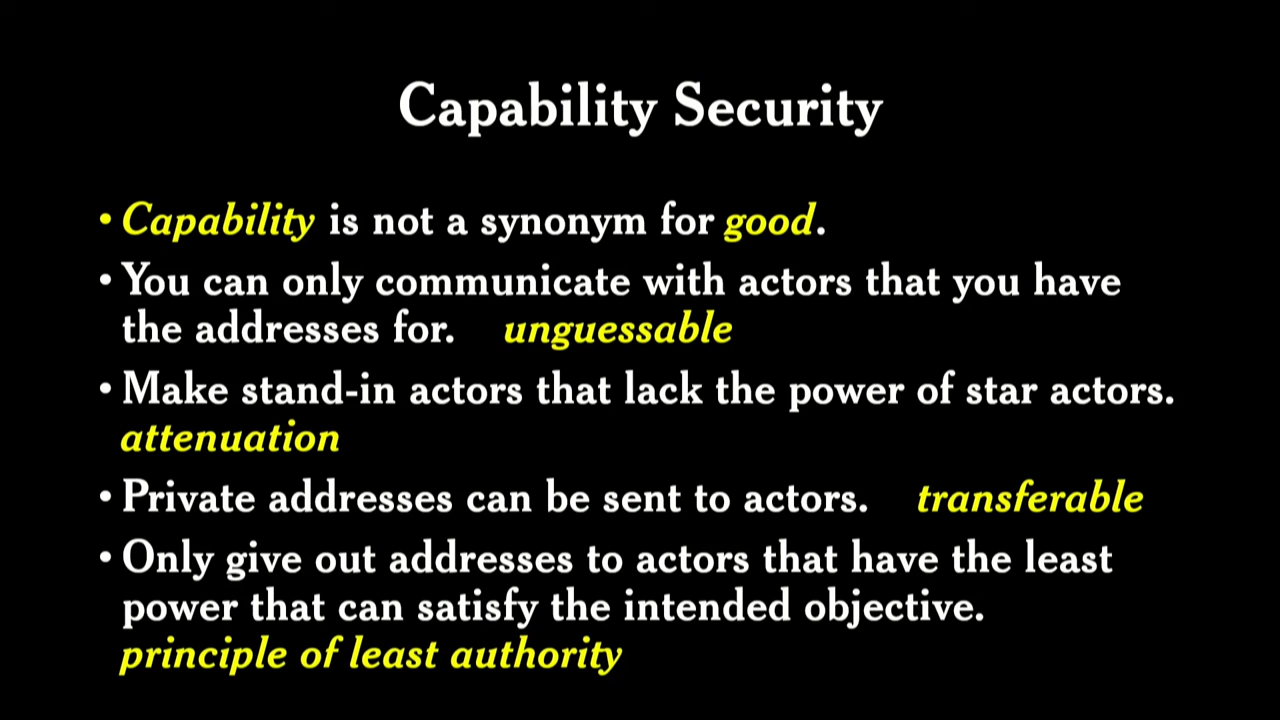 Capability Security
• Capability is not a synonym for good.
• You can only communicate with actors that you have
the addresses for. unguessable
• Make stand-in actors that lack the power of star actors.
attenuation
• Private addresses can be sent to actors. transferable
• Only give out addresses to actors that have the least
power that can satisfy the intended objective.
principle of least authority